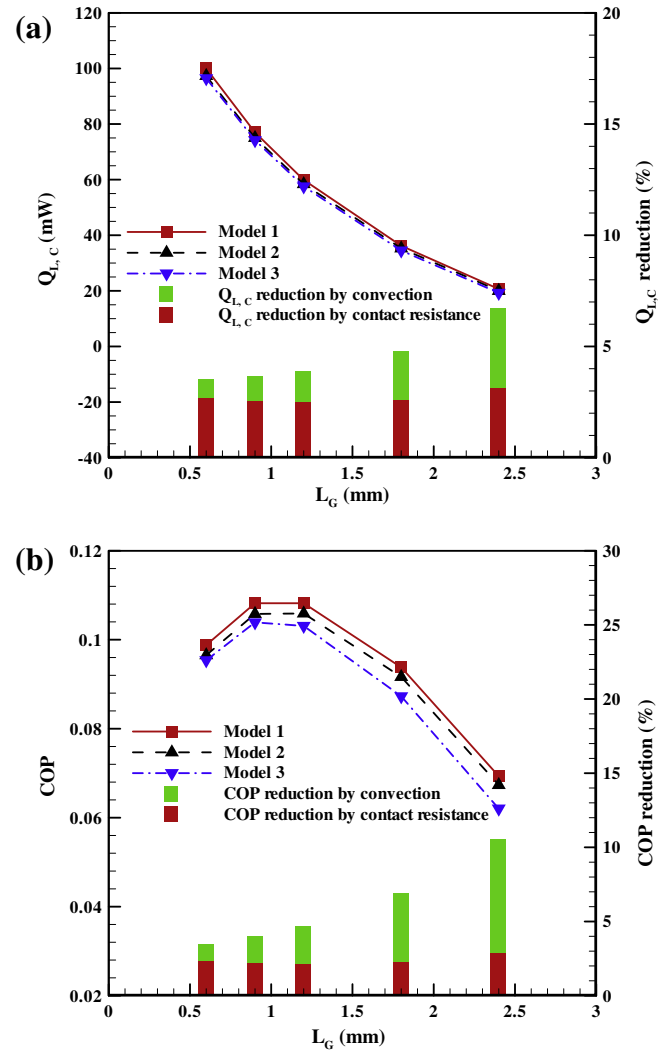 (a)
120
100
80
60
40
20
0
-20
-40
Q_{L, C} (mW)
20
15
10
5
0
Q_{L,C} reduction (%)
Model 1
Model 2
Model 3
Q_{L, C} reduction by convection
Q_{L, C} reduction by contact resistance
0 0.5 1 1.5 2 2.5 3
L_G (mm)
(b)
0.12
0.1
0.08
0.06
0.04
0.02
COP
30
25
20
15
10
5
0
COP reduction (%)
Model 1
Model 2
Model 3
COP reduction by convection
COP reduction by contact resistance
0 0.5 1 1.5 2 2.5 3
L_G (mm)